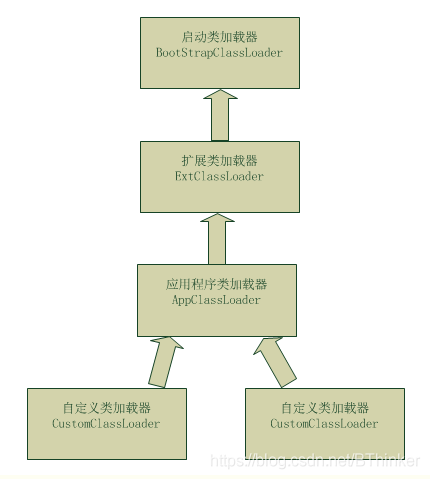 启动类加载器
BootStrapClassLoader
扩展类加载器
ExtClassLoader
应用程序类加载器
AppClassLoader
自定义类加载器
CustomClassLoader
自定义类加载器
CustomClassLoader
https://blog.csdn.net/BThinker